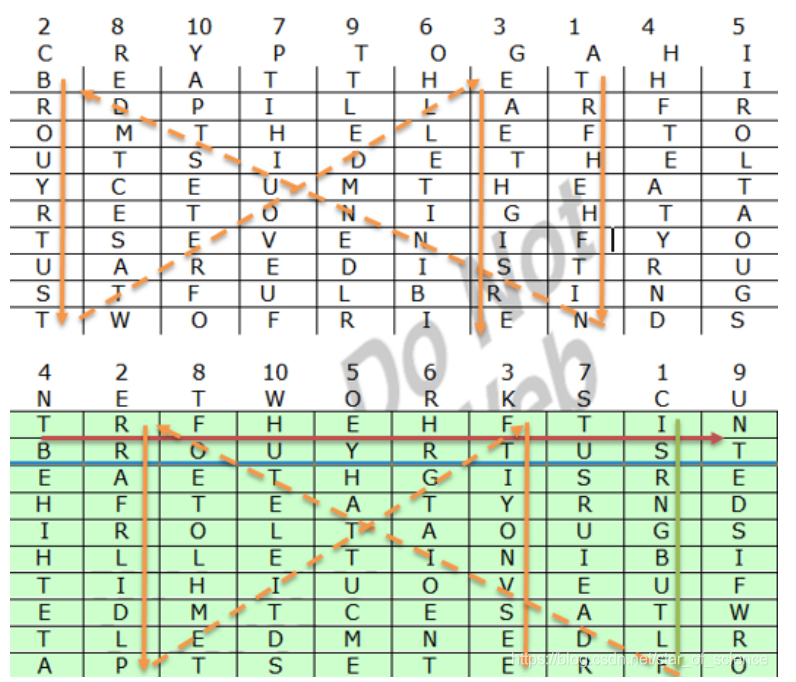 2 8 10 7 9 6 3 1 4 5
C R Y P T O G A H I
B E A T T H E T H I
R D P I L L A R F R
O M T H E L E F T O
U T S I D E T H E L
Y C E U M T H E A T
R E T O N I G H T A
T S E V E N I F Y O
U A R E D I S T R U
S T F U L B R I N G
T W O F R I E N D S
Do Not
4 2 8 10 5 6 3 7 1 9
N E T W O R K S C U
T R F H E H F T I N
B R O U Y R T U S T
E A E T H G I S R E
H F T E A T Y R N D
I R O L T A O U G S
H L L E T I N I B I
T I H I U O V E U F
E D M T C E S A T W
T L E D M N E D L R
A P T S E T E R F O
https://blog.csdn.net/star_of_science